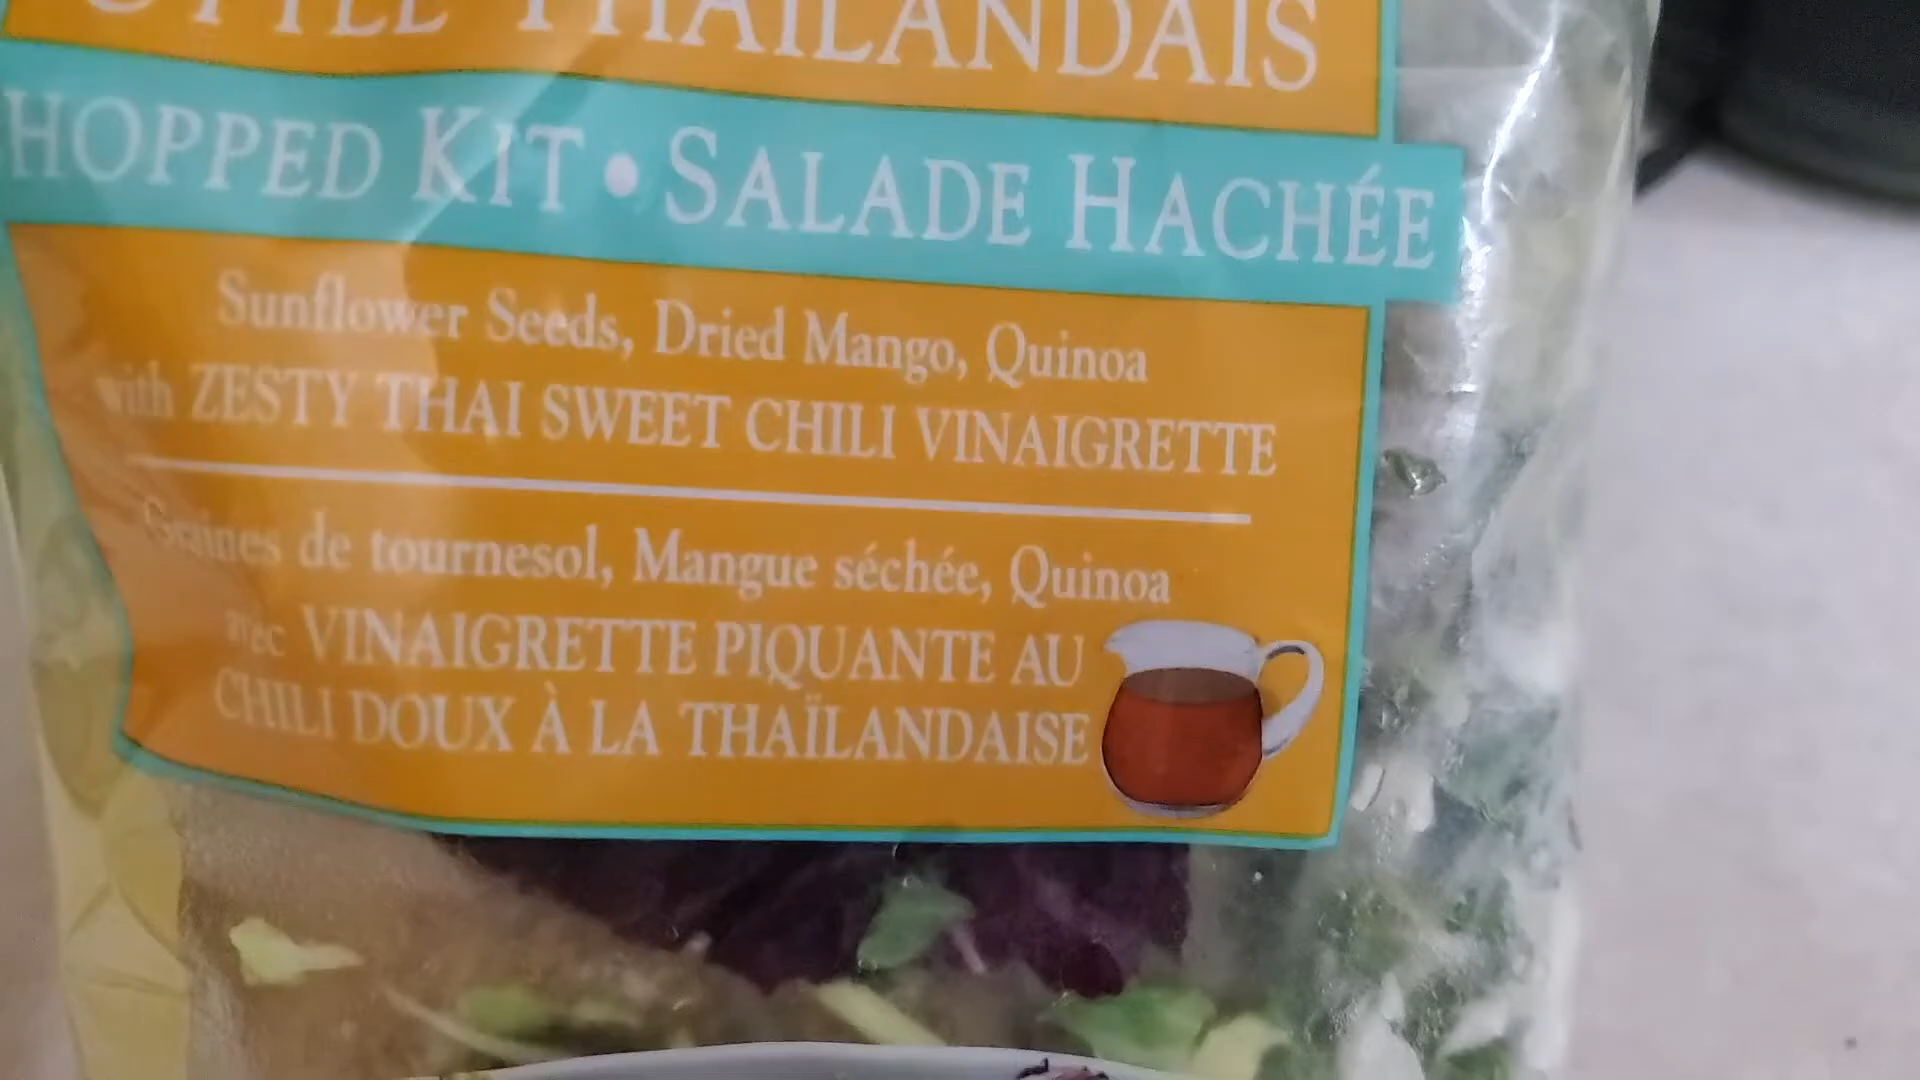 STYLE THAÏLANDAIS
HOPPED KIT • SALADE HACHÉE
Sunflower Seeds, Dried Mango, Quinoa
with ZESTY THAI SWEET CHILI VINAIGRETTE
Graines de tournesol, Mangue séchée, Quinoa
avec VINAIGRETTE PIQUANTE AU
CHILI DOUX À LA THAÏLANDAISE